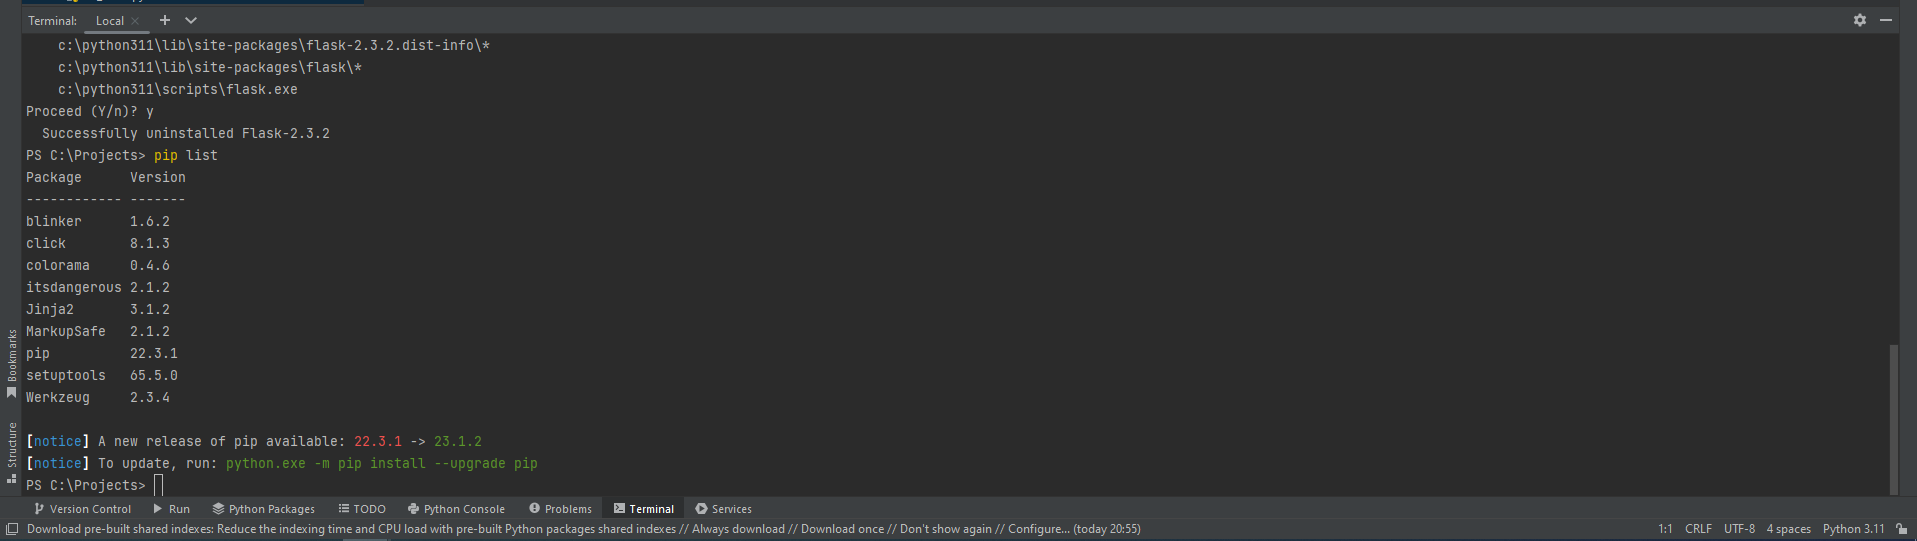 Terminal: Local
c:\python311\lib\site-packages\flask-2.3.2.dist-info\*
c:\python311\lib\site-packages\flask\*
c:\python311\scripts\flask.exe
Proceed (Y/n)? y
Successfully uninstalled Flask-2.3.2
PS C:\Projects> pip list
Package Version
------------ -------
blinker 1.6.2
click 8.1.3
colorama 0.4.6
itsdangerous 2.1.2
Jinja2 3.1.2
MarkupSafe 2.1.2
pip 22.3.1
setuptools 65.5.0
Werkzeug 2.3.4
[notice] A new release of pip available: 22.3.1 -> 23.1.2
[notice] To update, run: python.exe -m pip install --upgrade pip
PS C:\Projects>
Bookmarks
Structure
Version Control Run Python Packages TODO Python Console Problems Terminal Services
Download pre-built shared indexes: Reduce the indexing time and CPU load with pre-built Python packages shared indexes // Always download // Download once // Don't show again // Configure... (today 20:55) 1:1 CRLF UTF-8 4 spaces Python 3.11